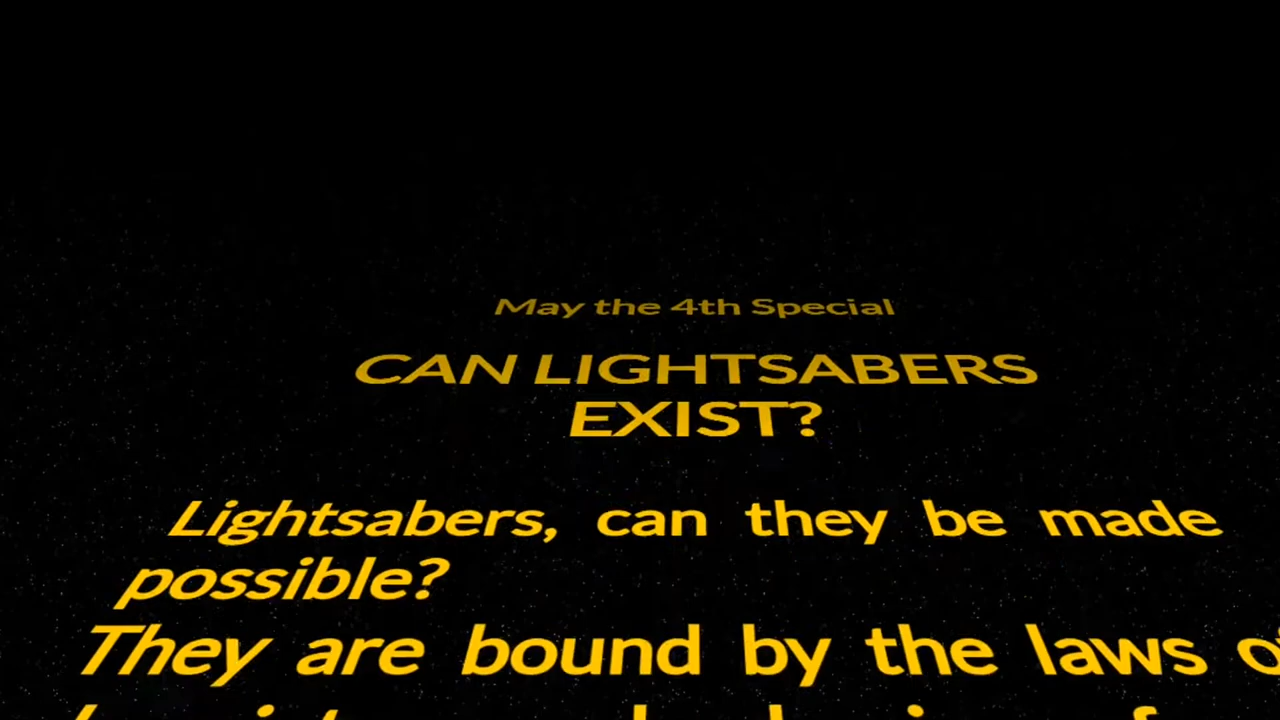 May the 4th Special
CAN LIGHTSABERS
EXIST?
Lightsabers, can they be made
possible?
They are bound by the laws